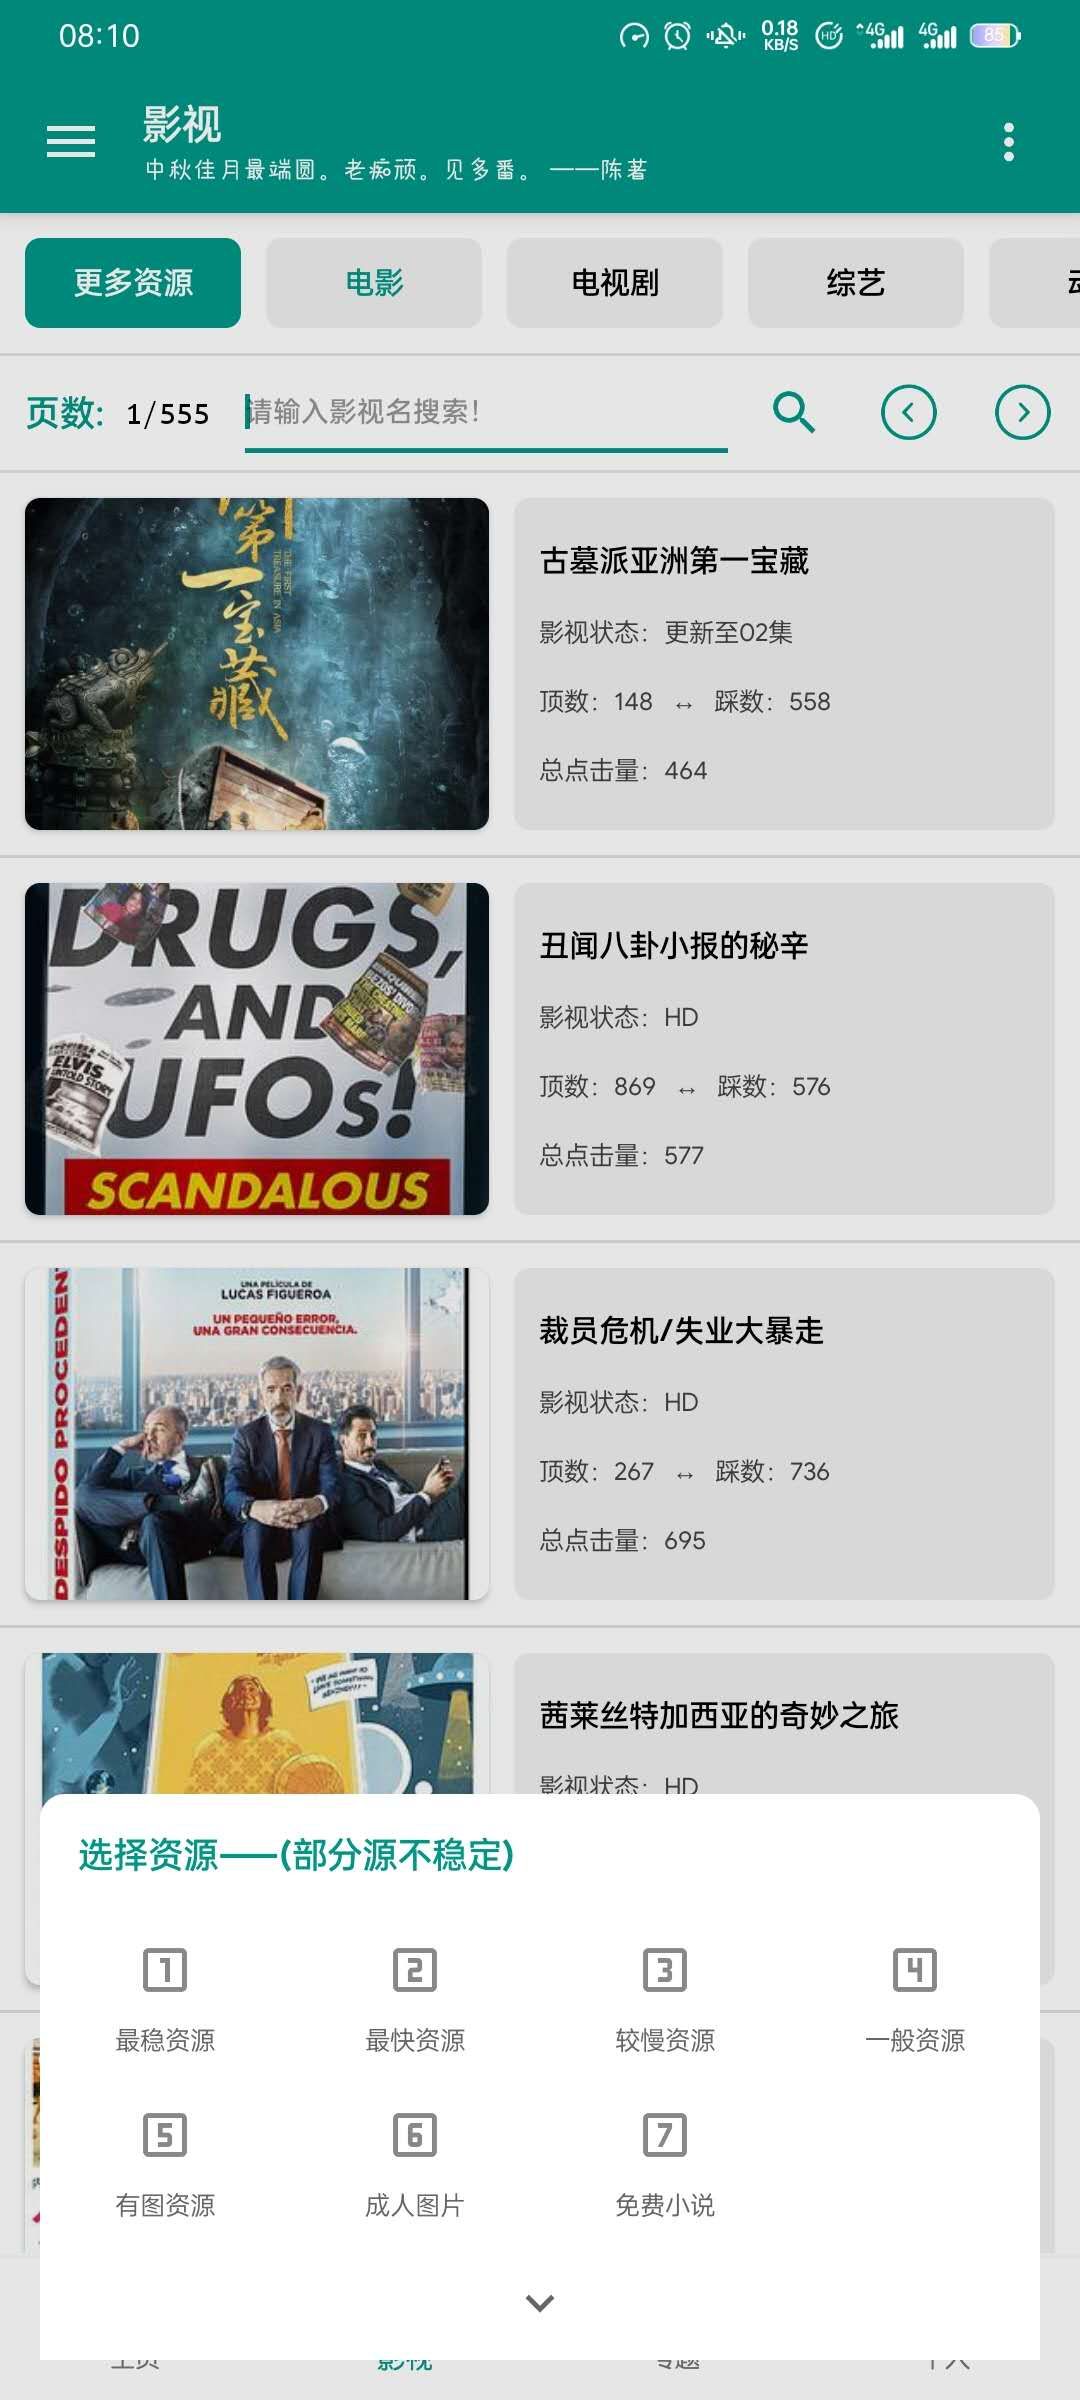 08:10
0.18 KB/S
HD
4G
4G
85
影视
中秋佳月最端圆。老痴顽。见多番。 ——陈著
更多资源
电影
电视剧
综艺
页数: 1/555
请输入影视名搜索!
第一宝藏
THE FIRST TREASURE IN ASIA
古墓派亚洲第一宝藏
影视状态：更新至02集
顶数：148 ↔ 踩数：558
总点击量：464
DRUGS,
AND
UFOs!
ELVIS
UNTOLD STORY
SCANDALOUS
丑闻八卦小报的秘辛
影视状态：HD
顶数：869 ↔ 踩数：576
总点击量：577
DESPIDO PROCEDEN
UNA PELÍCULA DE
LUCAS FIGUEROA
UN PEQUEÑO ERROR,
UNA GRAN CONSECUENCIA.
裁员危机/失业大暴走
影视状态：HD
顶数：267 ↔ 踩数：736
总点击量：695
茜莱丝特加西亚的奇妙之旅
影视状态：HD
选择资源——(部分源不稳定)
1
2
3
4
最稳资源
最快资源
较慢资源
一般资源
5
6
7
有图资源
成人图片
免费小说
影视